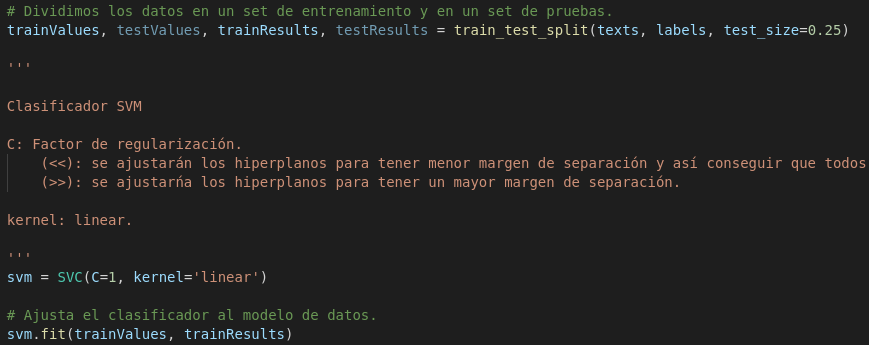 # Dividimos los datos en un set de entrenamiento y en un set de pruebas.
trainValues, testValues, trainResults, testResults = train_test_split(texts, labels, test_size=0.25)
'''
Clasificador SVM
C: Factor de regularización.
(<<): se ajustarán los hiperplanos para tener menor margen de separación y así conseguir que todos
(>>): se ajustarńa los hiperplanos para tener un mayor margen de separación.
kernel: linear.
'''
svm = SVC(C=1, kernel='linear')
# Ajusta el clasificador al modelo de datos.
svm.fit(trainValues, trainResults)